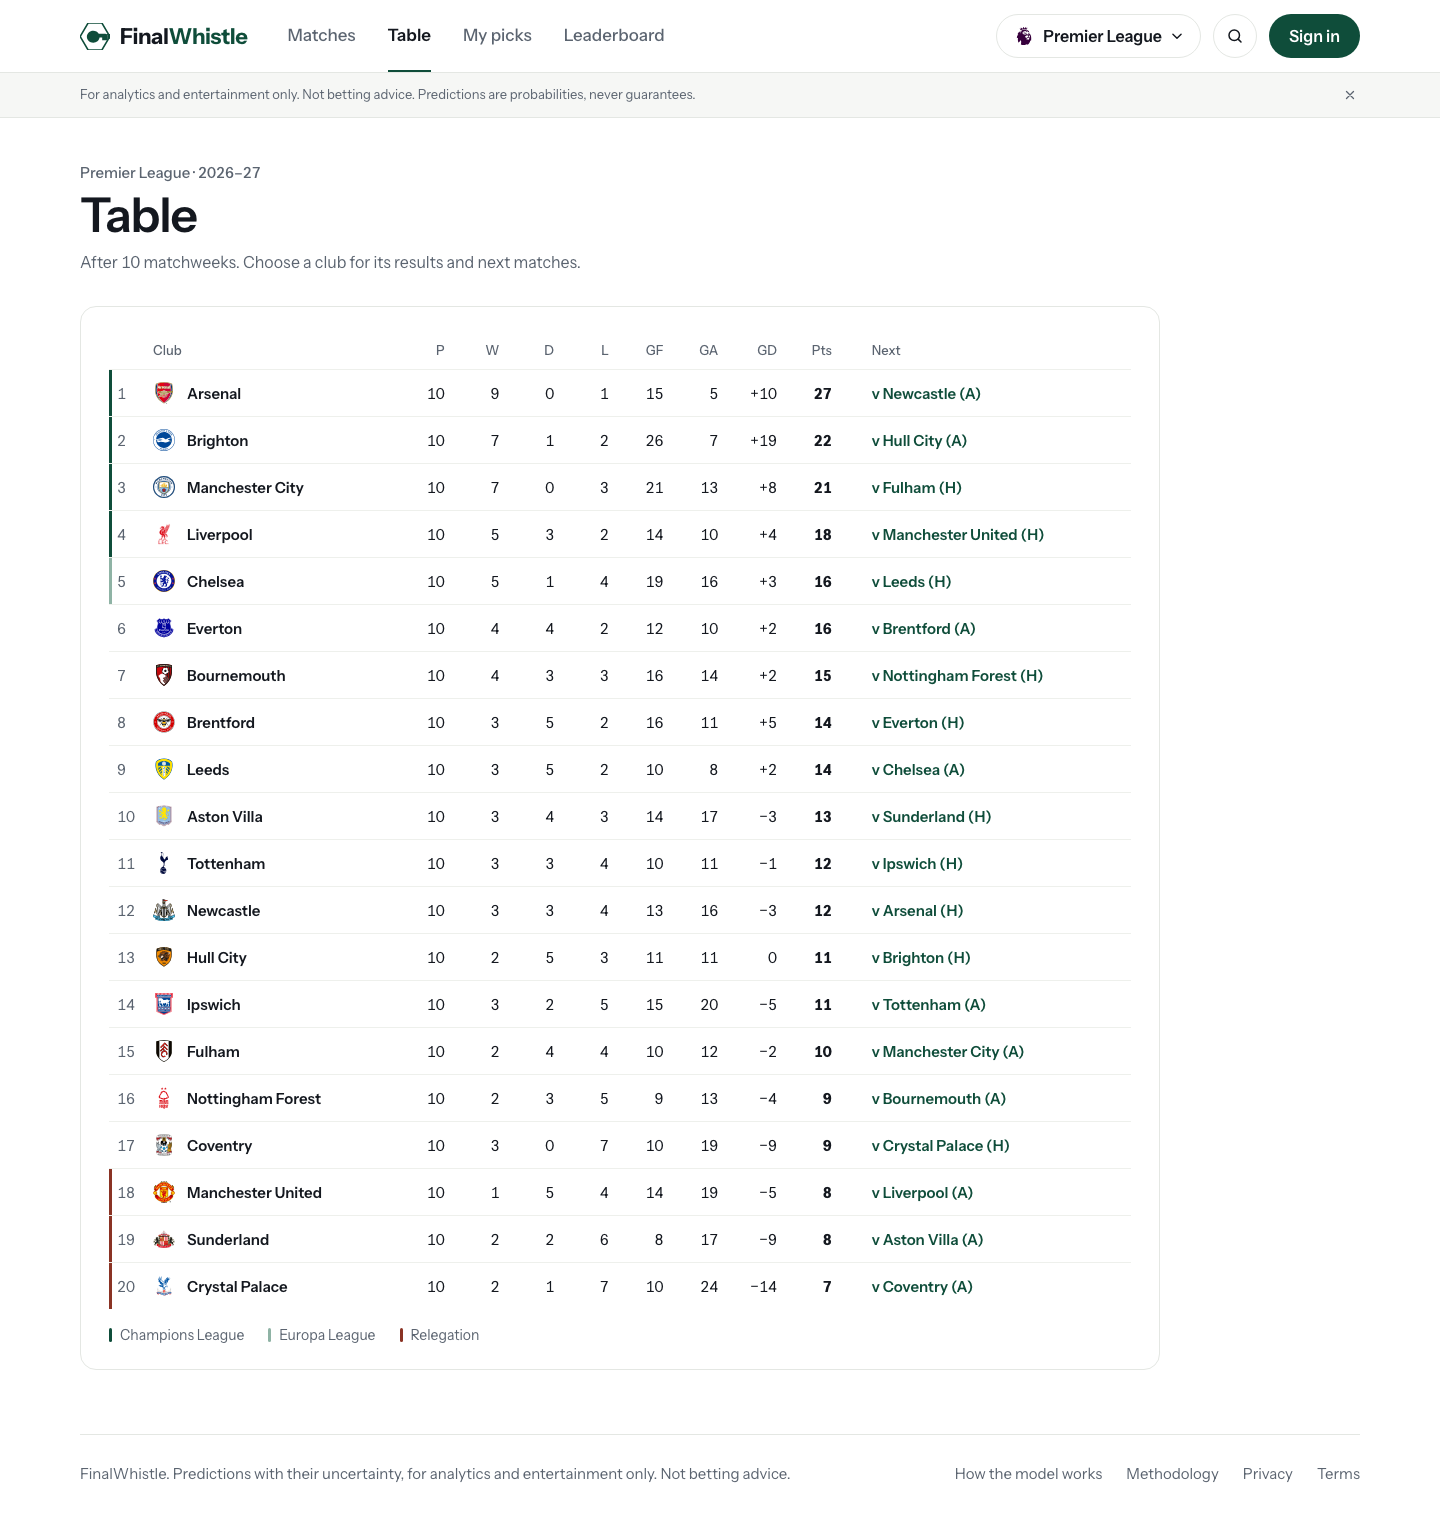 FinalWhistle Matches Table My picks Leaderboard Premier League Sign in
For analytics and entertainment only. Not betting advice. Predictions are probabilities, never guarantees.
Premier League · 2026–27
Table
After 10 matchweeks. Choose a club for its results and next matches.
Club P W D L GF GA GD Pts Next
1 Arsenal 10 9 0 1 15 5 +10 27 v Newcastle (A)
2 Brighton 10 7 1 2 26 7 +19 22 v Hull City (A)
3 Manchester City 10 7 0 3 21 13 +8 21 v Fulham (H)
4 Liverpool 10 5 3 2 14 10 +4 18 v Manchester United (H)
5 Chelsea 10 5 1 4 19 16 +3 16 v Leeds (H)
6 Everton 10 4 4 2 12 10 +2 16 v Brentford (A)
7 Bournemouth 10 4 3 3 16 14 +2 15 v Nottingham Forest (H)
8 Brentford 10 3 5 2 16 11 +5 14 v Everton (H)
9 Leeds 10 3 5 2 10 8 +2 14 v Chelsea (A)
10 Aston Villa 10 3 4 3 14 17 −3 13 v Sunderland (H)
11 Tottenham 10 3 3 4 10 11 −1 12 v Ipswich (H)
12 Newcastle 10 3 3 4 13 16 −3 12 v Arsenal (H)
13 Hull City 10 2 5 3 11 11 0 11 v Brighton (H)
14 Ipswich 10 3 2 5 15 20 −5 11 v Tottenham (A)
15 Fulham 10 2 4 4 10 12 −2 10 v Manchester City (A)
16 Nottingham Forest 10 2 3 5 9 13 −4 9 v Bournemouth (A)
17 Coventry 10 3 0 7 10 19 −9 9 v Crystal Palace (H)
18 Manchester United 10 1 5 4 14 19 −5 8 v Liverpool (A)
19 Sunderland 10 2 2 6 8 17 −9 8 v Aston Villa (A)
20 Crystal Palace 10 2 1 7 10 24 −14 7 v Coventry (A)
Champions League Europa League Relegation
FinalWhistle. Predictions with their uncertainty, for analytics and entertainment only. Not betting advice. How the model works Methodology Privacy Terms